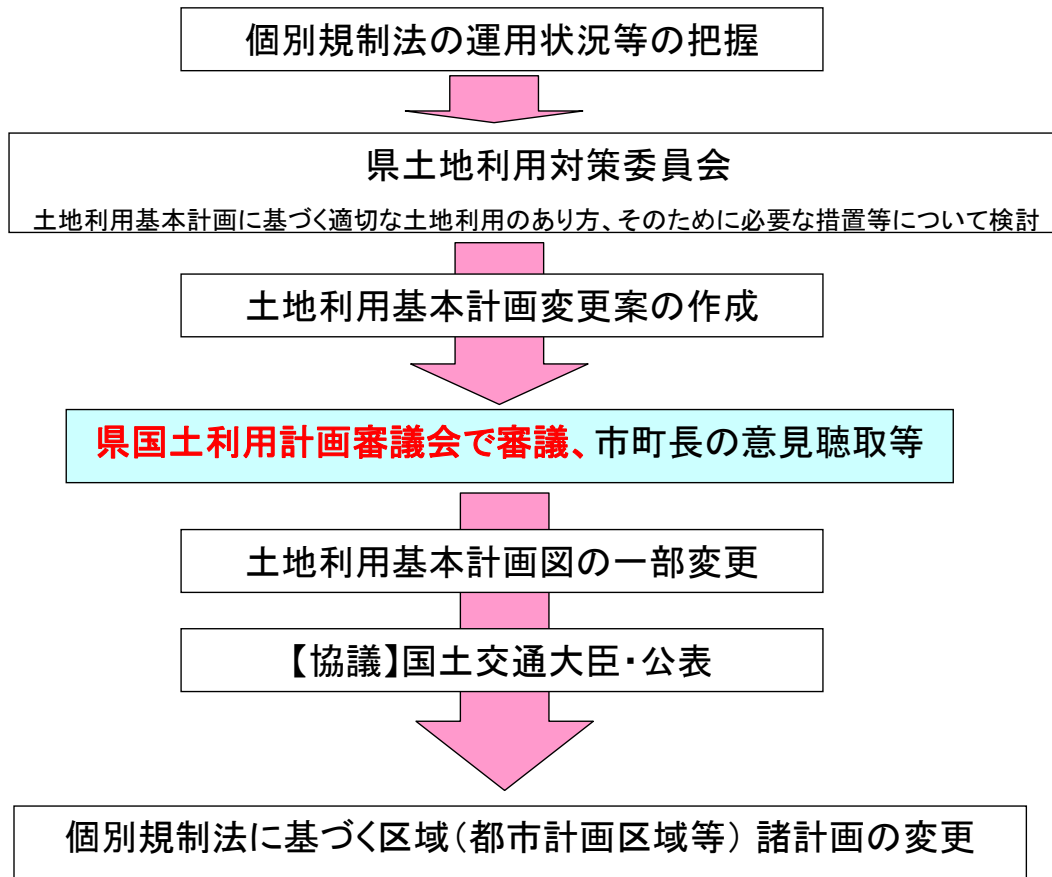 個別規制法の運用状況等の把握
県土地利用対策委員会
土地利用基本計画に基づく適切な土地利用のあり方、そのために必要な措置等について検討
土地利用基本計画変更案の作成
県国土利用計画審議会で審議、市町長の意見聴取等
土地利用基本計画図の一部変更
【協議】国土交通大臣・公表
個別規制法に基づく区域（都市計画区域等） 諸計画の変更